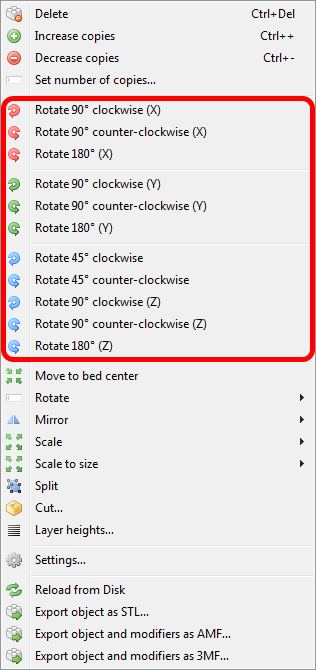 Delete Ctrl+Del
Increase copies Ctrl++
Decrease copies Ctrl+-
Set number of copies...
Rotate 90° clockwise (X)
Rotate 90° counter-clockwise (X)
Rotate 180° (X)
Rotate 90° clockwise (Y)
Rotate 90° counter-clockwise (Y)
Rotate 180° (Y)
Rotate 45° clockwise
Rotate 45° counter-clockwise
Rotate 90° clockwise (Z)
Rotate 90° counter-clockwise (Z)
Rotate 180° (Z)
Move to bed center
Rotate
Mirror
Scale
Scale to size
Split
Cut...
Layer heights...
Settings...
Reload from Disk
Export object as STL...
Export object and modifiers as AMF...
Export object and modifiers as 3MF...